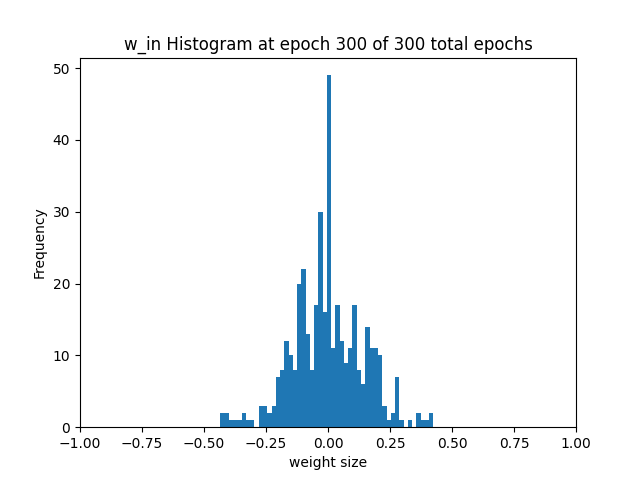 w_in Histogram at epoch 300 of 300 total epochs
50
40
30
20
10
0
Frequency
−1.00 −0.75 −0.50 −0.25 0.00 0.25 0.50 0.75 1.00
weight size